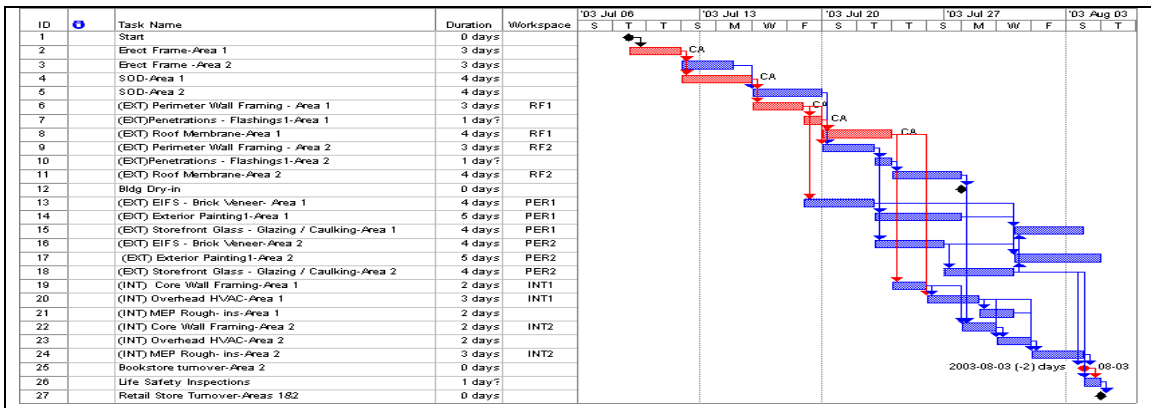 '03 Jul 06 '03 Jul 13 '03 Jul 20 '03 Jul 27 '03 Aug 03
ID Task Name Duration Workspace S T T S M W F S T T S M W F S T
1 Start 0 days
2 Erect Frame-Area 1 3 days CA
3 Erect Frame -Area 2 3 days
4 SOD-Area 1 4 days CA
5 SOD-Area 2 4 days
6 (EXT) Perimeter Wall Framing - Area 1 3 days RF1 CA
7 (EXT)Penetrations - Flashings1-Area 1 1 day? CA
8 (EXT) Roof Membrane-Area 1 4 days RF1 CA
9 (EXT) Perimeter Wall Framing - Area 2 3 days RF2
10 (EXT)Penetrations - Flashings1-Area 2 1 day?
11 (EXT) Roof Membrane-Area 2 4 days RF2
12 Bldg Dry-in 0 days
13 (EXT) EIFS - Brick Veneer- Area 1 4 days PER1
14 (EXT) Exterior Painting1-Area 1 5 days PER1
15 (EXT) Storefront Glass - Glazing / Caulking-Area 1 4 days PER1
16 (EXT) EIFS - Brick Veneer-Area 2 4 days PER2
17 (EXT) Exterior Painting1-Area 2 5 days PER2
18 (EXT) Storefront Glass - Glazing / Caulking-Area 2 4 days PER2
19 (INT) Core Wall Framing-Area 1 2 days INT1
20 (INT) Overhead HVAC-Area 1 3 days INT1
21 (INT) MEP Rough- ins-Area 1 2 days
22 (INT) Core Wall Framing-Area 2 2 days INT2
23 (INT) Overhead HVAC-Area 2 2 days
24 (INT) MEP Rough- ins-Area 2 3 days INT2
25 Bookstore turnover-Area 2 0 days 2003-08-03 (-2) days 08-03
26 Life Safety Inspections 1 day?
27 Retail Store Turnover-Areas 1&2 0 days